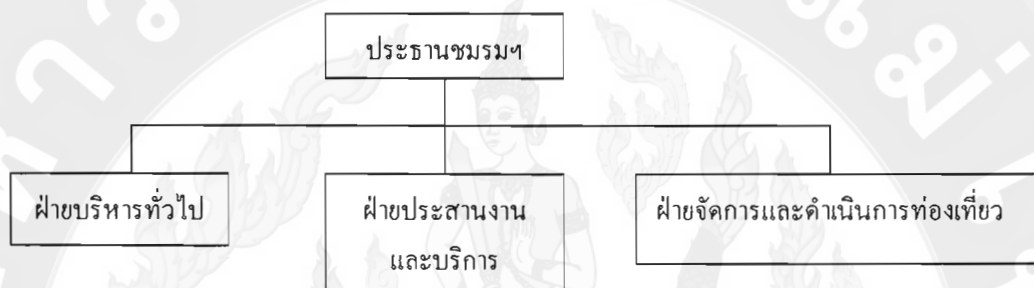 ประธานชมรมฯ
ฝ่ายบริหารทั่วไป
ฝ่ายประสานงาน
และบริการ
ฝ่ายจัดการและดำเนินการท่องเที่ยว